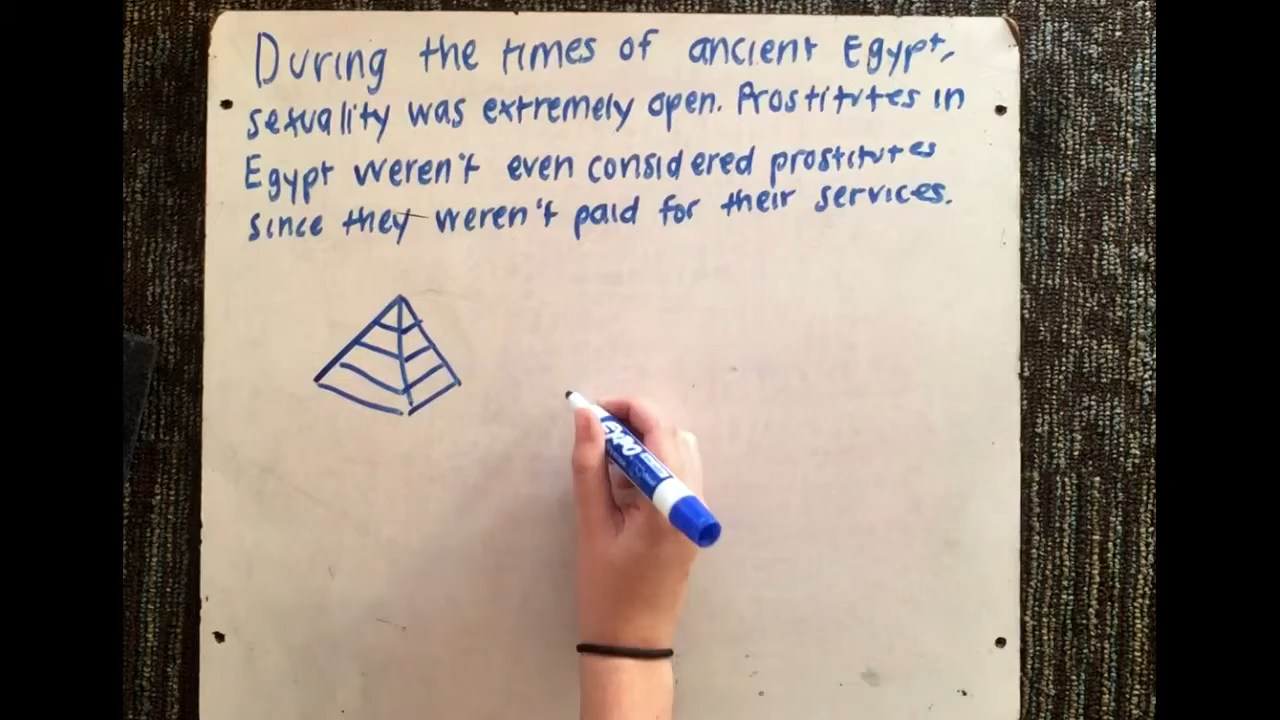 During the times of ancient Egypt,
sexuality was extremely open. Prostitutes in
Egypt weren't even considered prostitutes
since they weren't paid for their services.
EXPO